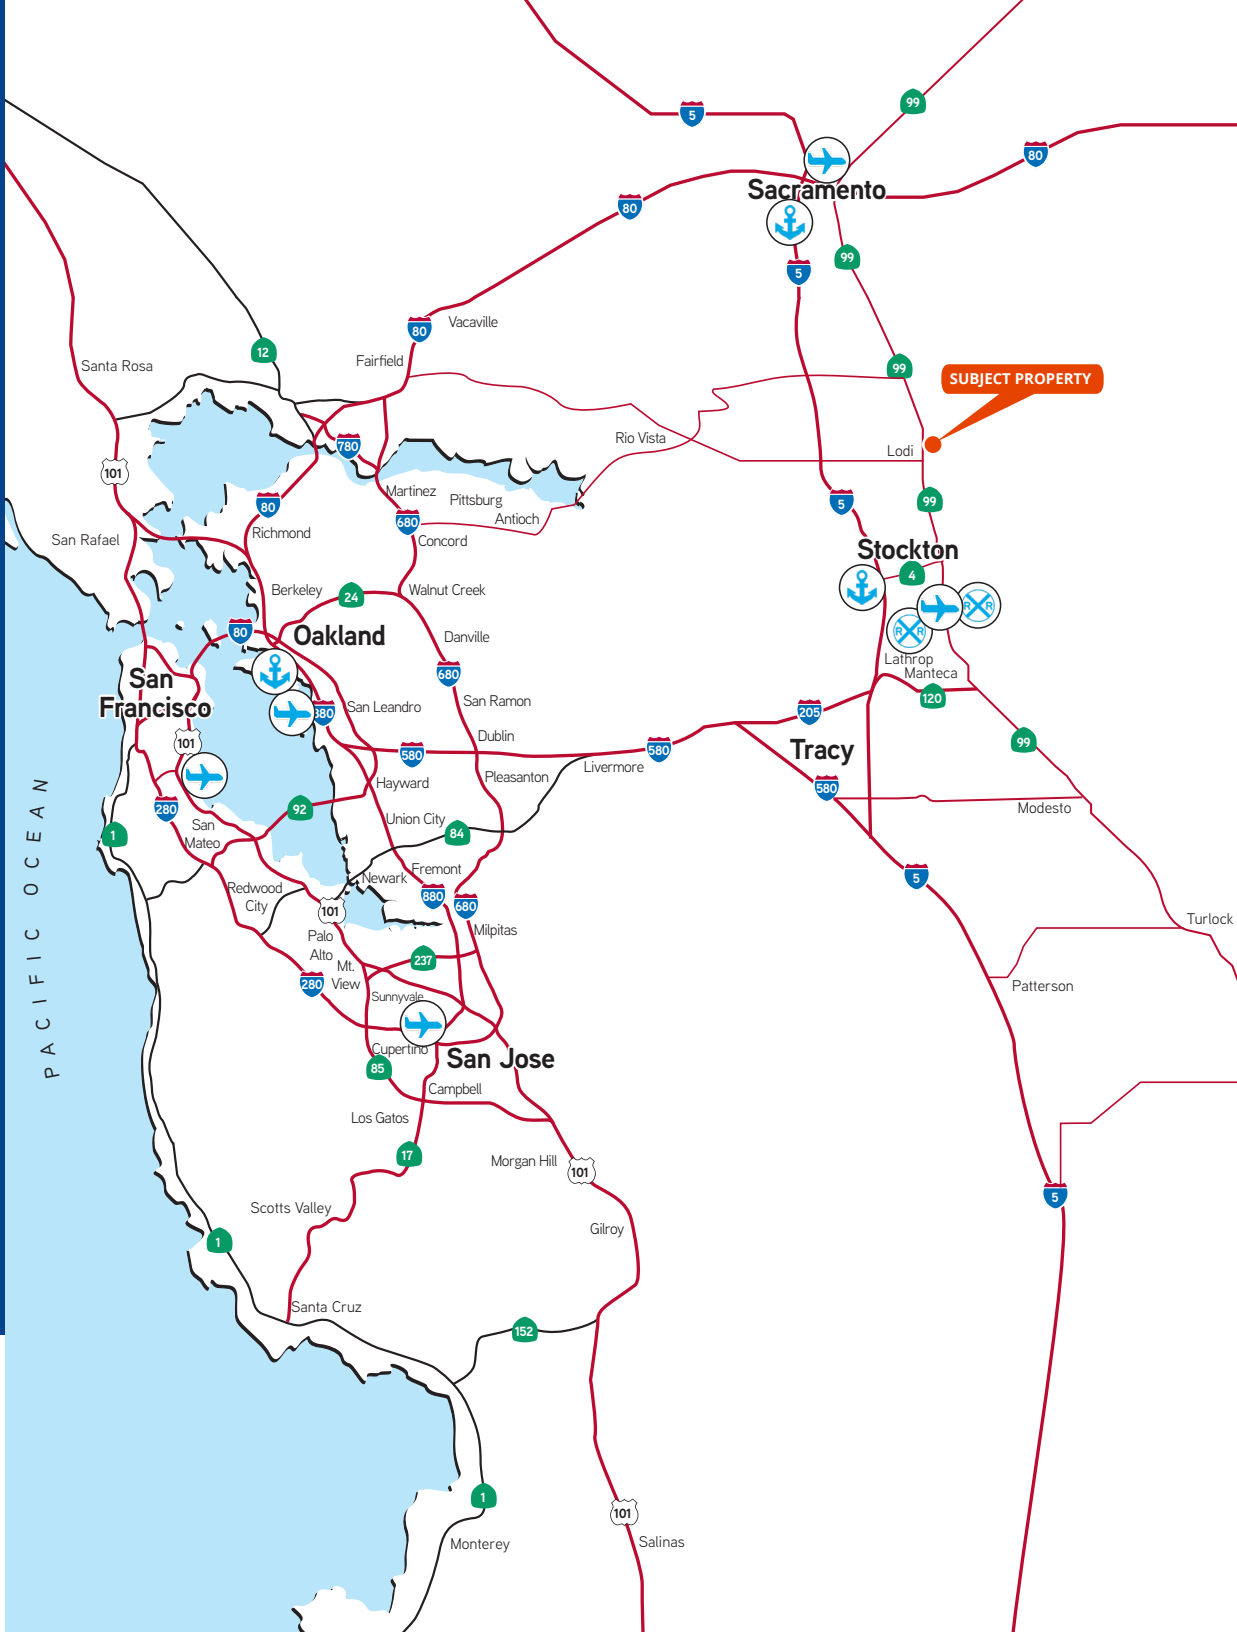 99
5
80
Sacramento
80
99
5
Vacaville
80
12
Fairfield
Santa Rosa
99
SUBJECT PROPERTY
Rio Vista
780
Lodi
101
Martinez
Pittsburg
99
5
80
Antioch
680
Richmond
Concord
San Rafael
Stockton
4
Berkeley
24
Walnut Creek
R R
R R
80
Oakland
Danville
Lathrop
Manteca
680
San
Francisco
120
San Ramon
San Leandro
880
205
Dublin
101
99
580
580
Tracy
Livermore
Pleasanton
Hayward
580
280
92
Modesto
Union City
84
San
Mateo
1
PACIFIC OCEAN
Fremont
Newark
5
Redwood
City
880
680
101
Turlock
Milpitas
Palo
Alto
237
Mt.
View
280
Patterson
Sunnyvale
Cupertino
San Jose
85
Campbell
Los Gatos
17
Morgan Hill
101
5
Scotts Valley
Gilroy
1
Santa Cruz
152
1
101
Monterey
Salinas